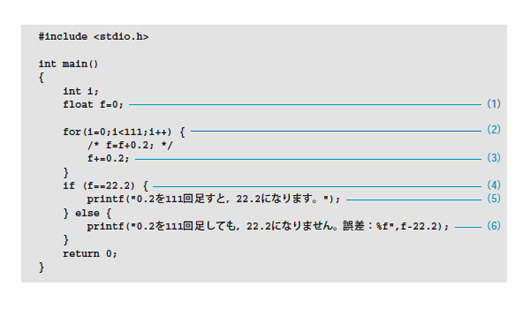 #include <stdio.h>
int main()
{
int i;
float f=0; (1)
for(i=0;i<111;i++) { (2)
/* f=f+0.2; */
f+=0.2; (3)
}
if (f==22.2) { (4)
printf("0.2を111回足すと，22.2になります。"); (5)
} else {
printf("0.2を111回足しても，22.2になりません。誤差：%f",f-22.2); (6)
}
return 0;
}